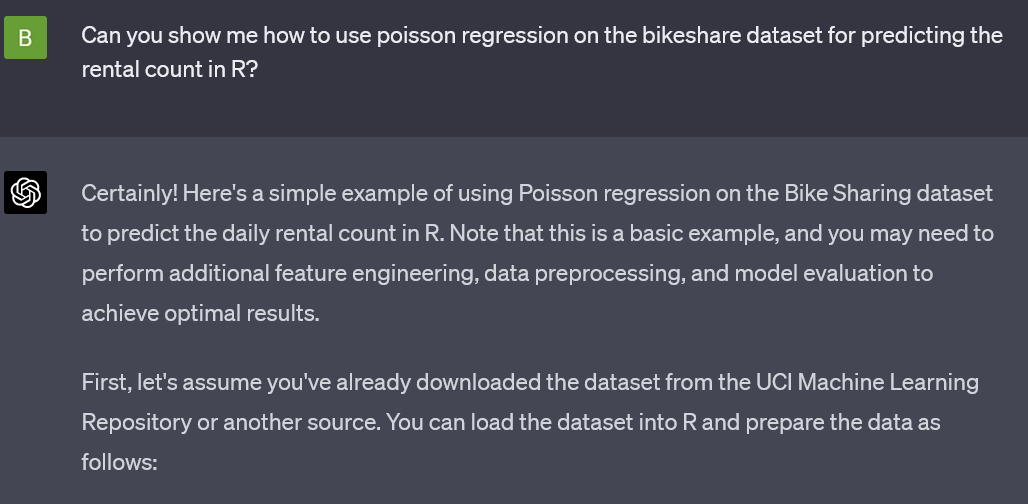 B
Can you show me how to use poisson regression on the bikeshare dataset for predicting the
rental count in R?
Certainly! Here's a simple example of using Poisson regression on the Bike Sharing dataset
to predict the daily rental count in R. Note that this is a basic example, and you may need to
perform additional feature engineering, data preprocessing, and model evaluation to
achieve optimal results.
First, let's assume you've already downloaded the dataset from the UCI Machine Learning
Repository or another source. You can load the dataset into R and prepare the data as
follows: